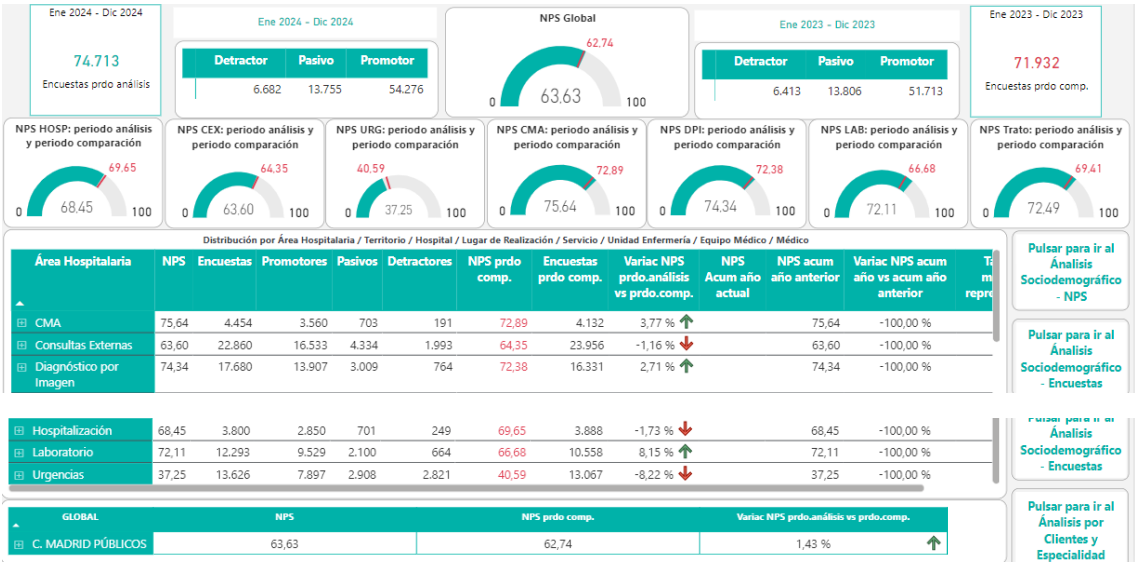 Ene 2024 - Dic 2024
74.713
Encuestas prdo análisis
Ene 2024 - Dic 2024
Detractor Pasivo Promotor
6.682 13.755 54.276
NPS Global
62,74
63,63
0 100
Ene 2023 - Dic 2023
Detractor Pasivo Promotor
6.413 13.806 51.713
Ene 2023 - Dic 2023
71.932
Encuestas prdo comp.
NPS HOSP: periodo análisis
y periodo comparación
69,65
68,45
0 100
NPS CEX: periodo análisis y
periodo comparación
64,35
63,60
0 100
NPS URG: periodo análisis y
periodo comparación
40,59
37,25
0 100
NPS CMA: periodo análisis y
periodo comparación
72,89
75,64
0 100
NPS DPI: periodo análisis y
periodo comparación
72,38
74,34
0 100
NPS LAB: periodo análisis y
periodo comparación
66,68
72,11
0 100
NPS Trato: periodo análisis y
periodo comparación
69,41
72,49
0 100
Distribución por Área Hospitalaria / Territorio / Hospital / Lugar de Realización / Servicio / Unidad Enfermería / Equipo Médico / Médico
Área Hospitalaria NPS Encuestas Promotores Pasivos Detractores NPS prdo Encuestas Variac NPS NPS NPS acum Variac NPS acum Ta
comp. prdo comp. prdo.análisis Acum año año anterior año vs acum año m
vs prdo.comp. actual anterior repre
CMA 75,64 4.454 3.560 703 191 72,89 4.132 3,77 % 75,64 -100,00 %
Consultas Externas 63,60 22.860 16.533 4.334 1.993 64,35 23.956 -1,16 % 63,60 -100,00 %
Diagnóstico por 74,34 17.680 13.907 3.009 764 72,38 16.331 2,71 % 74,34 -100,00 %
Imagen
Hospitalización 68,45 3.800 2.850 701 249 69,65 3.888 -1,73 % 68,45 -100,00 %
Laboratorio 72,11 12.293 9.529 2.100 664 66,68 10.558 8,15 % 72,11 -100,00 %
Urgencias 37,25 13.626 7.897 2.908 2.821 40,59 13.067 -8,22 % 37,25 -100,00 %
Pulsar para ir al
Ánalisis
Sociodemográfico
- NPS
Pulsar para ir al
Ánalisis
Sociodemográfico
- Encuestas
Pulsar para ir al
Ánalisis
Sociodemográfico
- Encuestas
Pulsar para ir al
Ánalisis por
Clientes y
Especialidad
GLOBAL NPS NPS prdo comp. Variac NPS prdo.análisis vs prdo.comp.
C. MADRID PÚBLICOS 63,63 62,74 1,43 %